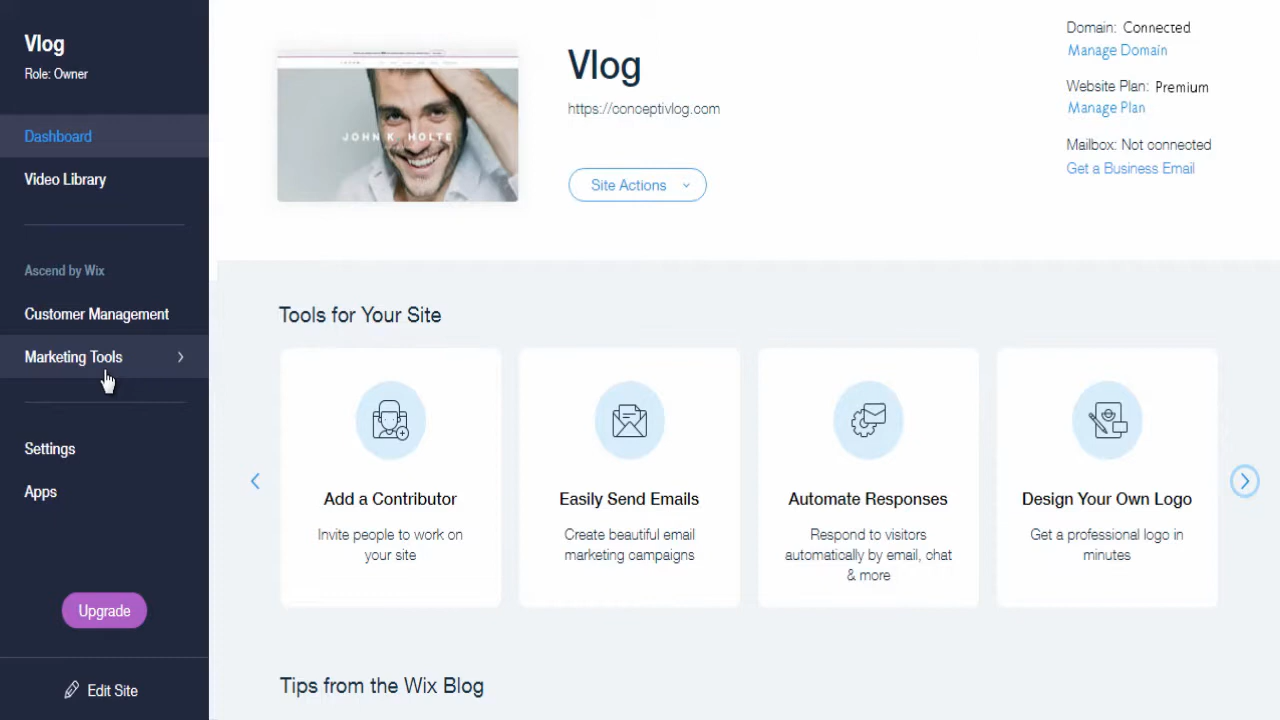 Vlog
Role: Owner
Dashboard
Video Library
Ascend by Wix
Customer Management
Marketing Tools
Settings
Apps
Upgrade
Edit Site
JOHN K. HOLTE
Vlog
https://conceptivlog.com
Site Actions
Domain: Connected
Manage Domain
Website Plan: Premium
Manage Plan
Mailbox: Not connected
Get a Business Email
Tools for Your Site
Add a Contributor
Invite people to work on
your site
Easily Send Emails
Create beautiful email
marketing campaigns
Automate Responses
Respond to visitors
automatically by email, chat
& more
Design Your Own Logo
Get a professional logo in
minutes
Tips from the Wix Blog